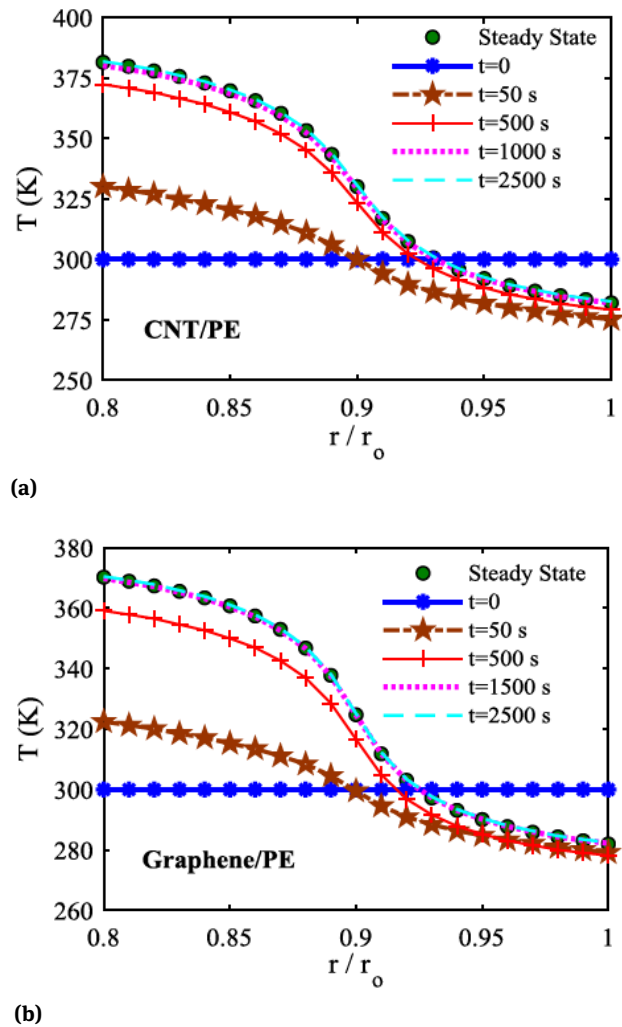 400
375
350
325
300
275
250
T (K)
Steady State
t=0
t=50 s
t=500 s
t=1000 s
t=2500 s
CNT/PE
0.8 0.85 0.9 0.95 1
r / r₀
(a)
380
360
340
320
300
280
260
T (K)
Steady State
t=0
t=50 s
t=500 s
t=1500 s
t=2500 s
Graphene/PE
0.8 0.85 0.9 0.95 1
r / r₀
(b)